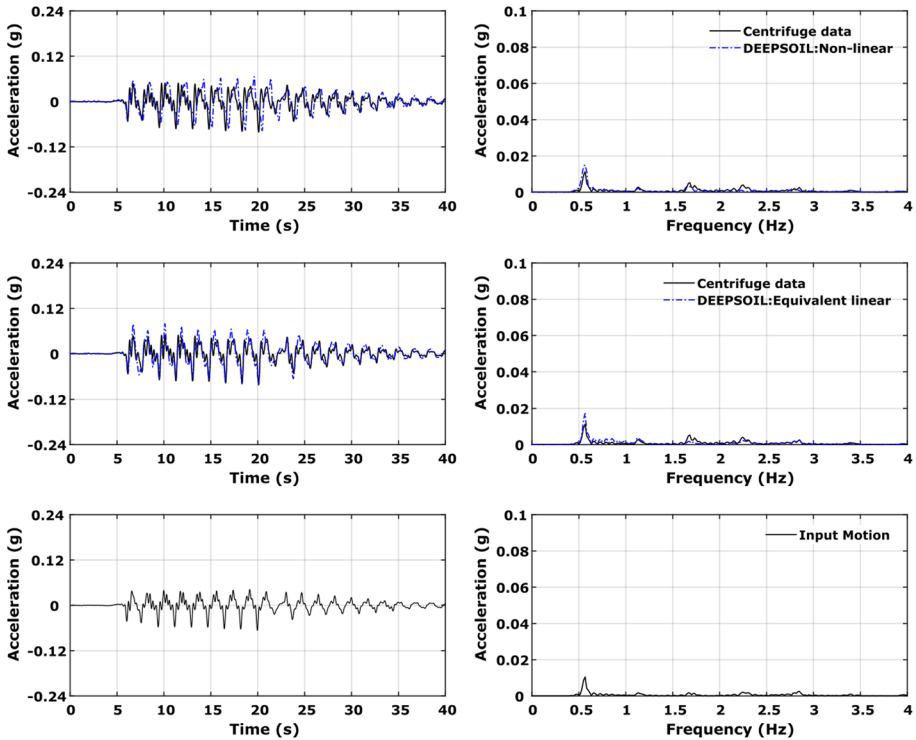 Acceleration (g)
0.24
0.12
0
-0.12
-0.24
0 5 10 15 20 25 30 35 40
Time (s)
Acceleration (g)
0.1
0.08
0.06
0.04
0.02
0
Centrifuge data
DEEPSOIL:Non-linear
0 0.5 1 1.5 2 2.5 3 3.5 4
Frequency (Hz)
Acceleration (g)
0.24
0.12
0
-0.12
-0.24
0 5 10 15 20 25 30 35 40
Time (s)
Acceleration (g)
0.1
0.08
0.06
0.04
0.02
0
Centrifuge data
DEEPSOIL:Equivalent linear
0 0.5 1 1.5 2 2.5 3 3.5 4
Frequency (Hz)
Acceleration (g)
0.24
0.12
0
-0.12
-0.24
0 5 10 15 20 25 30 35 40
Time (s)
Acceleration (g)
0.1
0.08
0.06
0.04
0.02
0
Input Motion
0 0.5 1 1.5 2 2.5 3 3.5 4
Frequency (Hz)